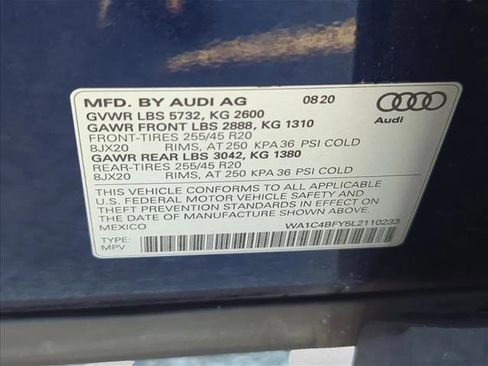 MFD. BY AUDI AG 08 20
GVWR LBS 5732, KG 2600
GAWR FRONT LBS 2888, KG 1310
FRONT-TIRES 255/45 R20
8JX20 RIMS, AT 250 KPA 36 PSI COLD
GAWR REAR LBS 3042, KG 1380
REAR-TIRES 255/45 R20
8JX20 RIMS, AT 250 KPA 36 PSI COLD
Audi
THIS VEHICLE CONFORMS TO ALL APPLICABLE
U.S. FEDERAL MOTOR VEHICLE SAFETY AND
THEFT PREVENTION STANDARDS IN EFFECT ON
THE DATE OF MANUFACTURE SHOWN ABOVE.
MEXICO WA1C4BFY5L2110233
TYPE:
MPV